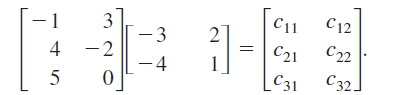 [ −1 3 ] [ −3 2 ] = [ c₁₁ c₁₂ ]
[ 4 −2 ] [ −4 1 ] [ c₂₁ c₂₂ ] .
[ 5 0 ] [ c₃₁ c₃₂ ]